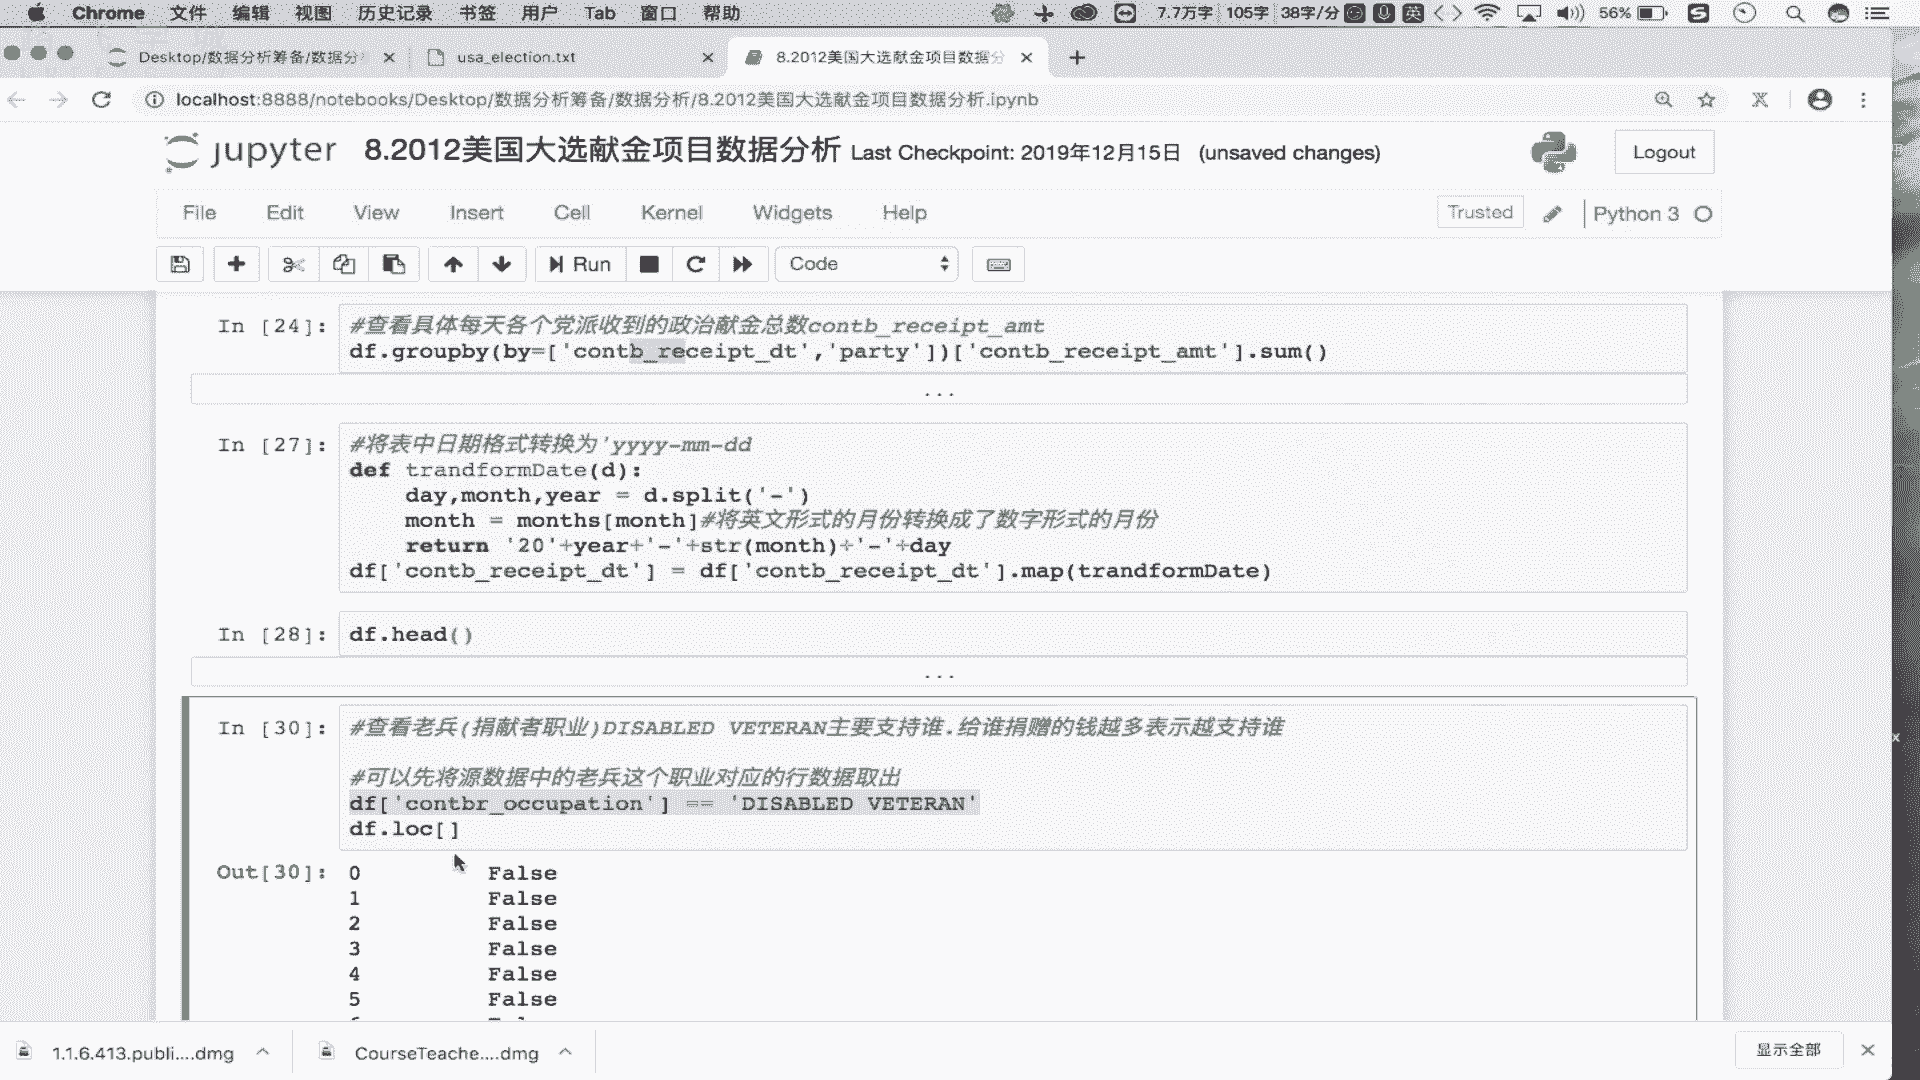 Chrome 文件 编辑 视图 历史记录 书签 用户 Tab 窗口 帮助 7.7万字 105字 38字/分 英 56%
Desktop/数据分析筹备/数据分 usa_election.txt 8.2012美国大选献金项目数据分
localhost:8888/notebooks/Desktop/数据分析筹备/数据分析/8.2012美国大选献金项目数据分析.ipynb
jupyter 8.2012美国大选献金项目数据分析 Last Checkpoint: 2019年12月15日 (unsaved changes) Logout
File Edit View Insert Cell Kernel Widgets Help Trusted Python 3
Run Code
In [24]: #查看具体每天各个党派收到的政治献金总数contb_receipt_amt
df.groupby(by=['contb_receipt_dt','party'])['contb_receipt_amt'].sum()
...
In [27]: #将表中日期格式转换为'yyyy-mm-dd
def trandformDate(d):
day,month,year = d.split('-')
month = months[month]#将英文形式的月份转换成了数字形式的月份
return '20'+year+'-'+str(month)+'-'+day
df['contb_receipt_dt'] = df['contb_receipt_dt'].map(trandformDate)
In [28]: df.head()
...
In [30]: #查看老兵(捐献者职业)DISABLED VETERAN主要支持谁.给谁捐赠的钱越多表示越支持谁
#可以先将源数据中的老兵这个职业对应的行数据取出
df['contbr_occupation'] == 'DISABLED VETERAN'
df.loc[]
Out[30]: 0 False
1 False
2 False
3 False
4 False
5 False
1.1.6.413.publi....dmg CourseTeache....dmg 显示全部